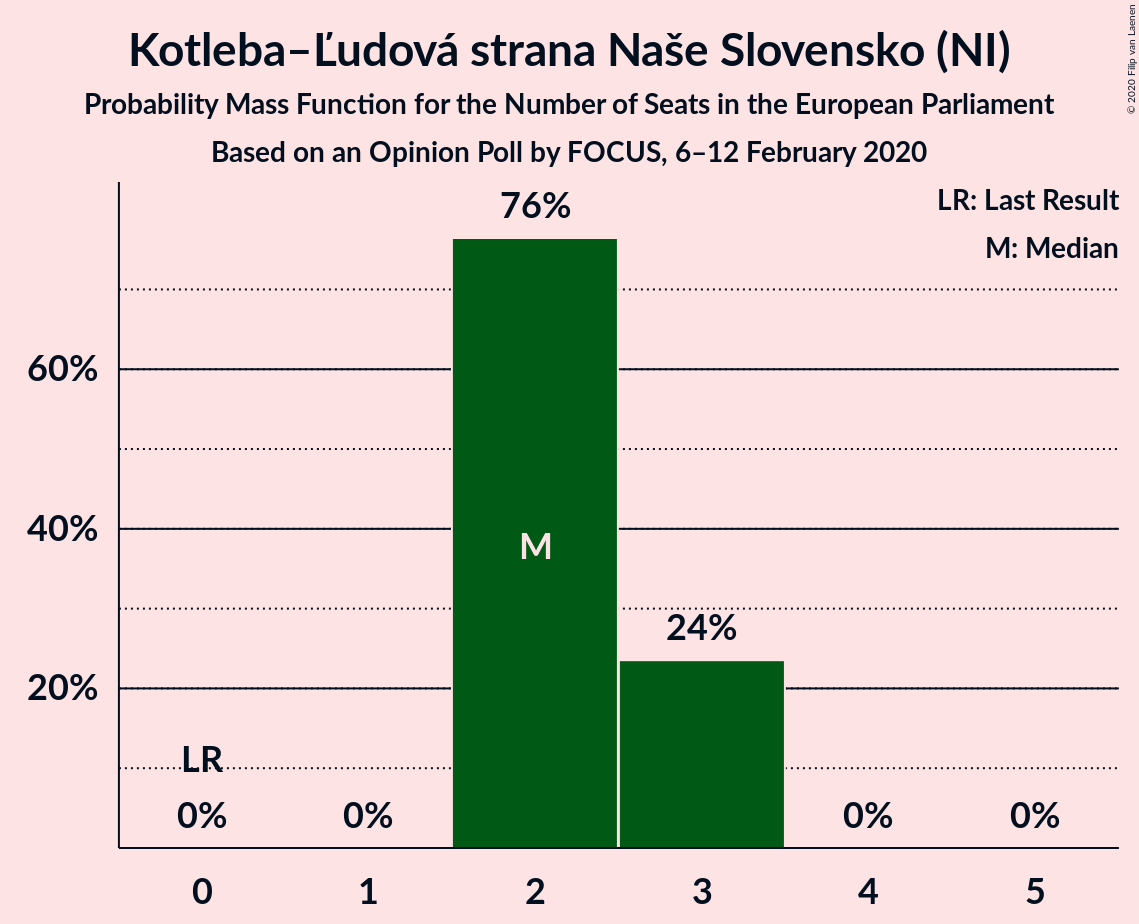 Kotleba–Ľudová strana Naše Slovensko (NI)
Probability Mass Function for the Number of Seats in the European Parliament
Based on an Opinion Poll by FOCUS, 6–12 February 2020
© 2020 Filip van Laenen
LR: Last Result
M: Median
76%
60%
40%
M
24%
20%
LR
0% 0% 0% 0%
0 1 2 3 4 5